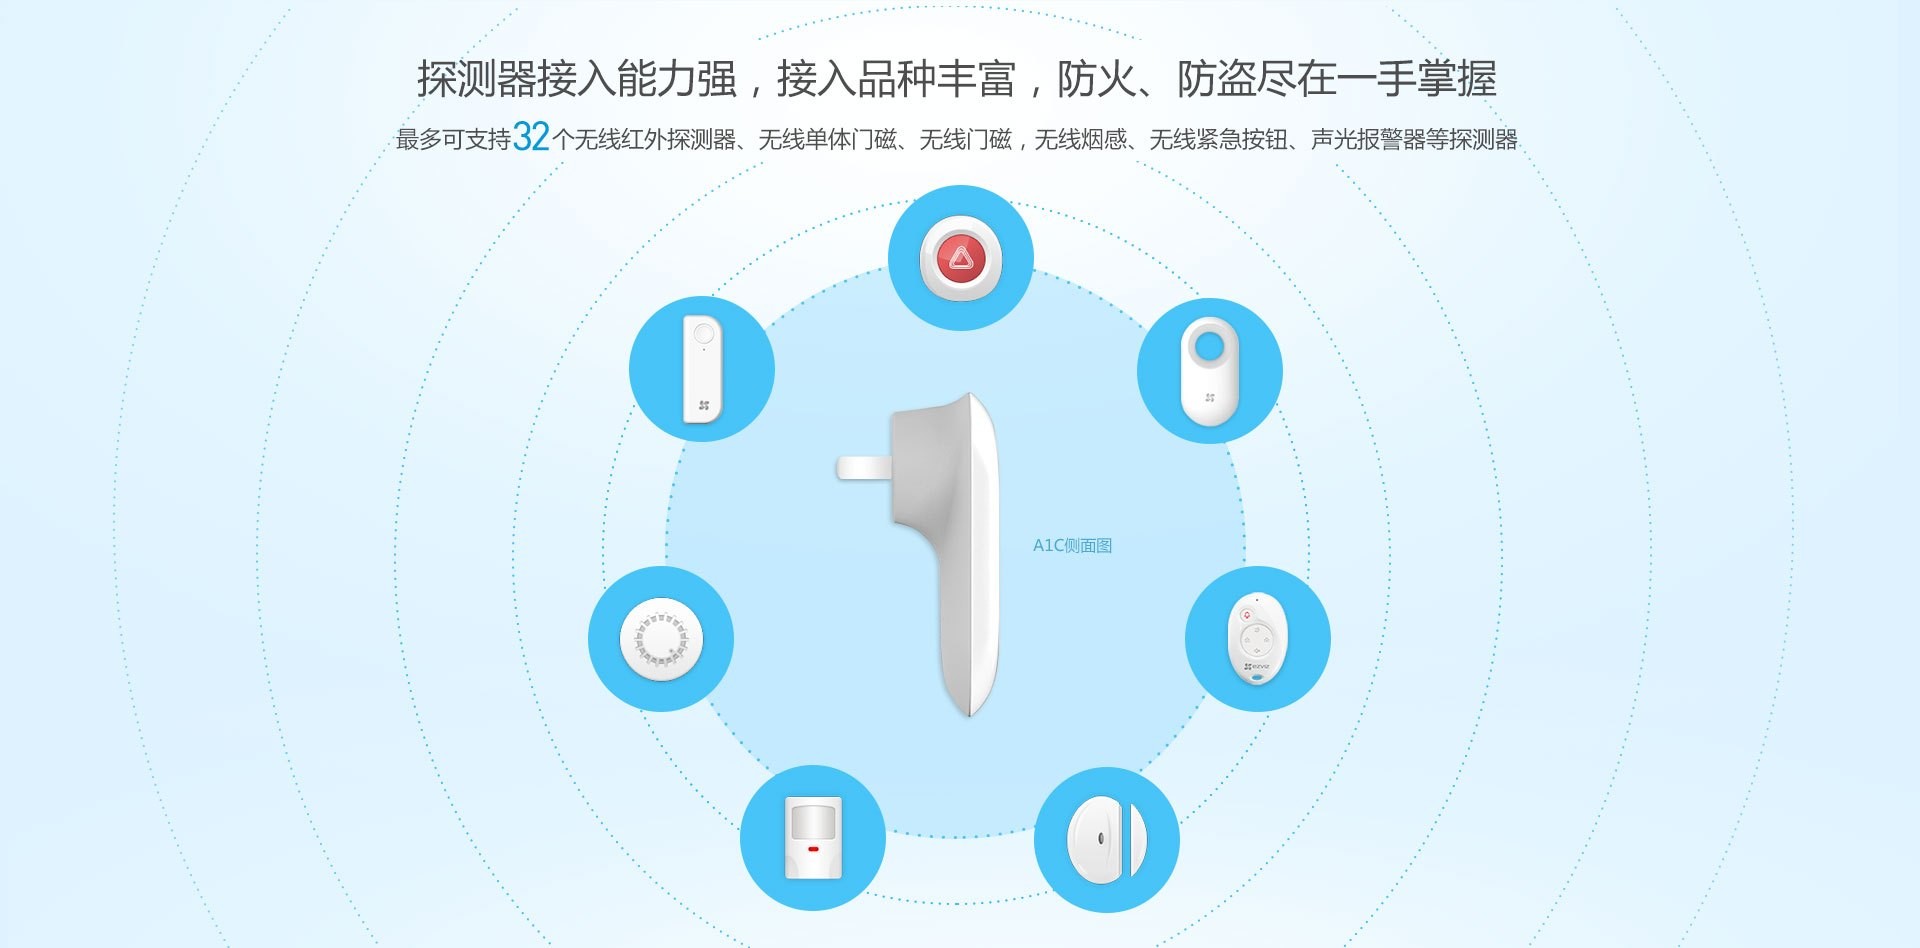 探测器接入能力强，接入品种丰富，防火、防盗尽在一手掌握
最多可支持32个无线红外探测器、无线单体门磁、无线门磁，无线烟感、无线紧急按钮、声光报警器等探测器
A1C侧面图
EZVIZ